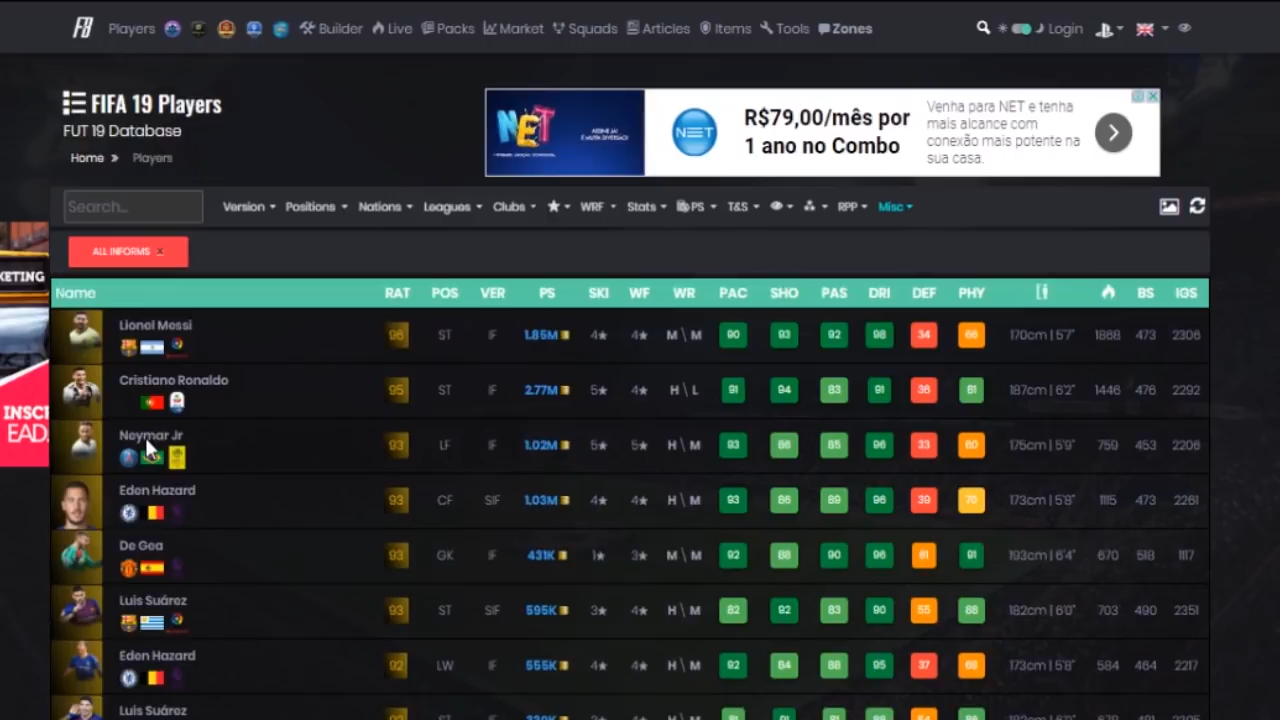 FB Players Builder Live Packs Market Squads Articles Items Tools Zones Login
FIFA 19 Players
FUT 19 Database
Home » Players
NET
R$79,00/mês por
1 ano no Combo
Venha para NET e tenha
mais alcance com
conexão mais potente na
sua casa.
Search...
Version Positions Nations Leagues Clubs WRF Stats PS T&S RPP Misc
ALL INFORMS x
KETING
INSC
EAD.
Name RAT POS VER PS SKI WF WR PAC SHO PAS DRI DEF PHY BS IGS
Lionel Messi 96 ST IF 1.85M 4★ 4★ M \ M 90 93 92 98 34 66 170cm | 5'7" 1868 473 2306
Cristiano Ronaldo 95 ST IF 2.77M 5★ 4★ H \ L 91 94 83 91 36 81 187cm | 6'2" 1446 476 2292
Neymar Jr 93 LF IF 1.02M 5★ 5★ H \ M 93 86 85 96 33 60 175cm | 5'9" 759 453 2206
Eden Hazard 93 CF SIF 1.03M 4★ 4★ H \ M 93 86 89 96 39 70 173cm | 5'8" 1115 473 2261
De Gea 93 GK IF 431K 1★ 3★ M \ M 92 88 90 96 61 91 193cm | 6'4" 670 518 1117
Luis Suárez 93 ST SIF 595K 3★ 4★ H \ M 82 92 83 90 55 88 182cm | 6'0" 703 490 2351
Eden Hazard 92 LW IF 555K 4★ 4★ H \ M 92 84 88 95 37 69 173cm | 5'8" 584 464 2217
Luis Suárez